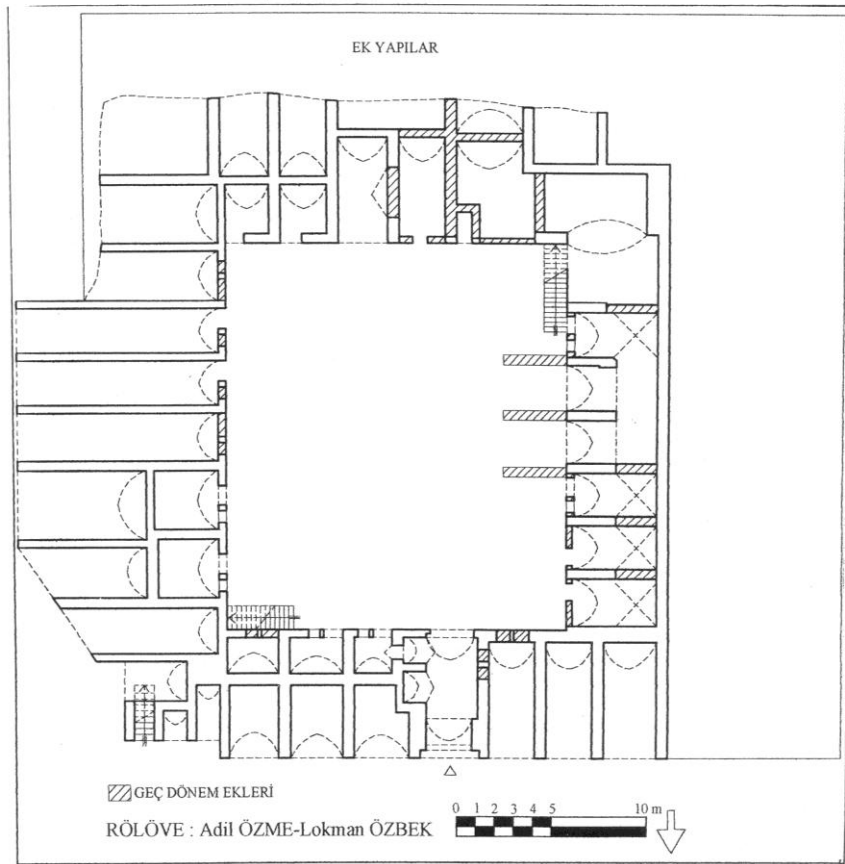 EK YAPILAR
GEÇ DÖNEM EKLERİ
0 1 2 3 4 5 10 m
RÖLÖVE : Adil ÖZME-Lokman ÖZBEK